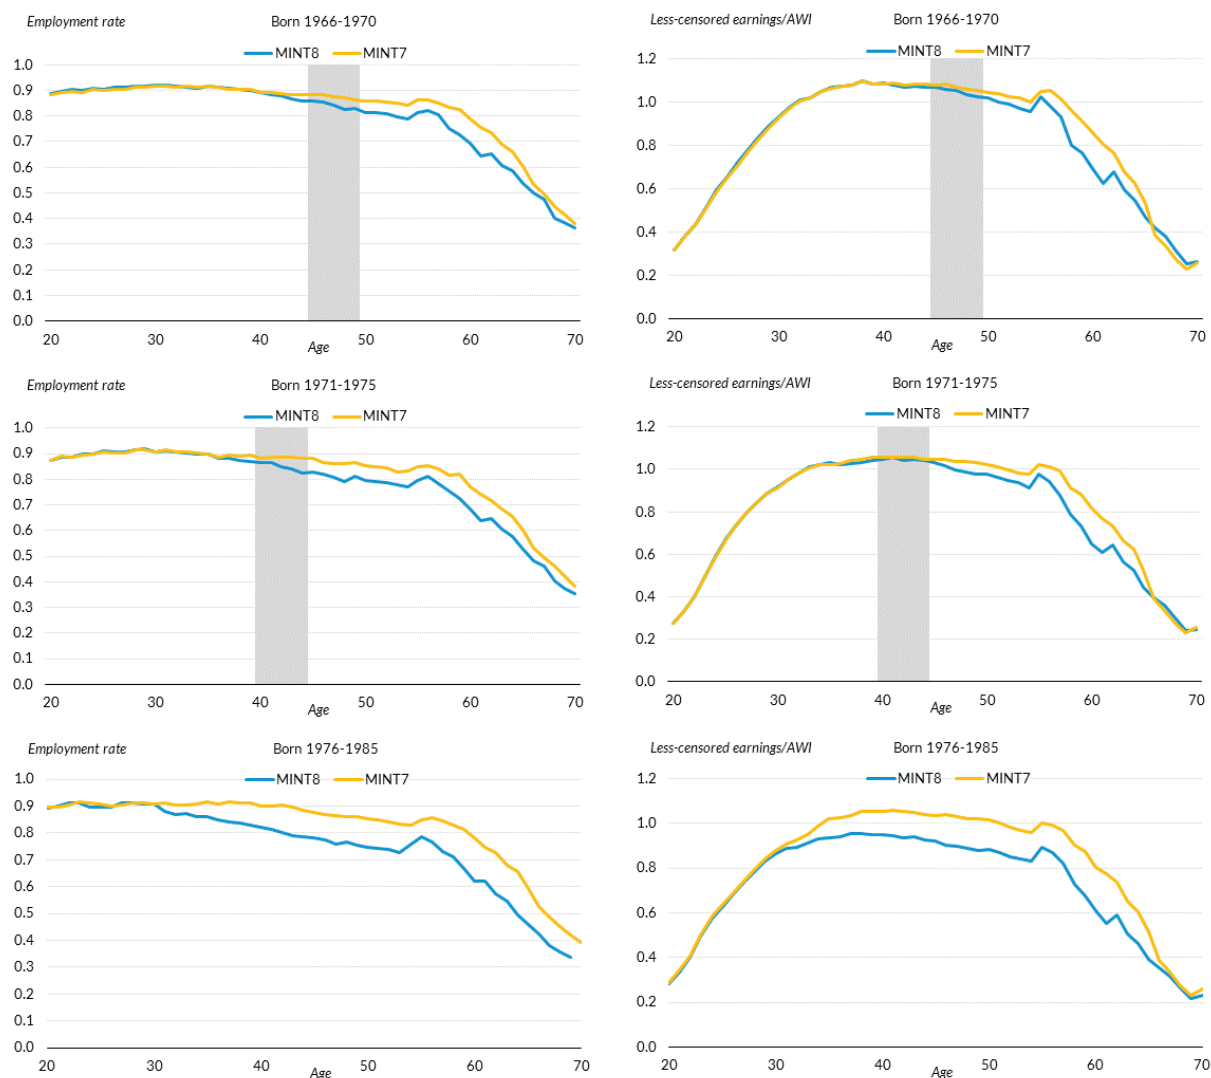 Employment rate Born 1966-1970
MINT8 MINT7
1.0
0.9
0.8
0.7
0.6
0.5
0.4
0.3
0.2
0.1
0.0
20 30 40 50 60 70
Age
Less-censored earnings/AWI Born 1966-1970
MINT8 MINT7
1.2
1.0
0.8
0.6
0.4
0.2
0.0
20 30 40 50 60 70
Age
Employment rate Born 1971-1975
MINT8 MINT7
1.0
0.9
0.8
0.7
0.6
0.5
0.4
0.3
0.2
0.1
0.0
20 30 40 50 60 70
Age
Less-censored earnings/AWI Born 1971-1975
MINT8 MINT7
1.2
1.0
0.8
0.6
0.4
0.2
0.0
20 30 40 50 60 70
Age
Employment rate Born 1976-1985
MINT8 MINT7
1.0
0.9
0.8
0.7
0.6
0.5
0.4
0.3
0.2
0.1
0.0
20 30 40 50 60 70
Age
Less-censored earnings/AWI Born 1976-1985
MINT8 MINT7
1.2
1.0
0.8
0.6
0.4
0.2
0.0
20 30 40 50 60 70
Age